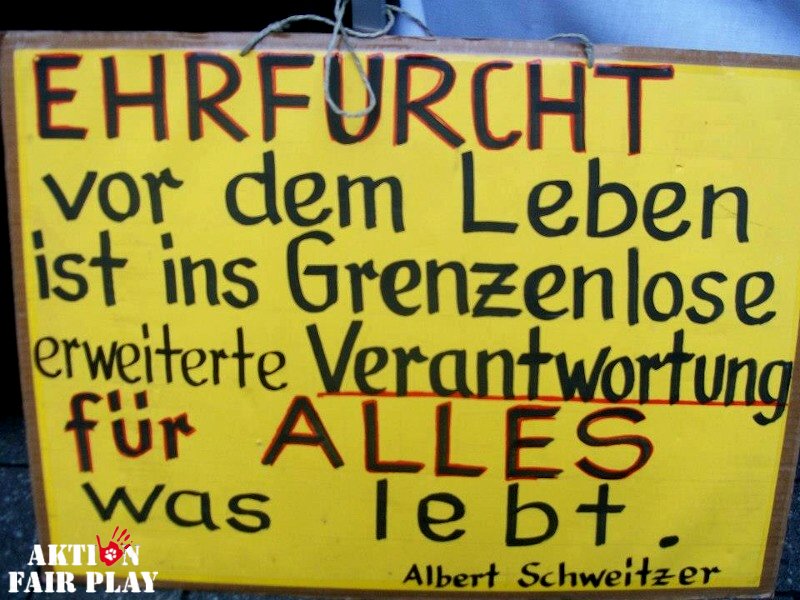 EHRFURCHT
vor dem Leben
ist ins Grenzenlose
erweiterte Verantwortung
für ALLES
was lebt.
Albert Schweitzer
AKTION
FAIR PLAY